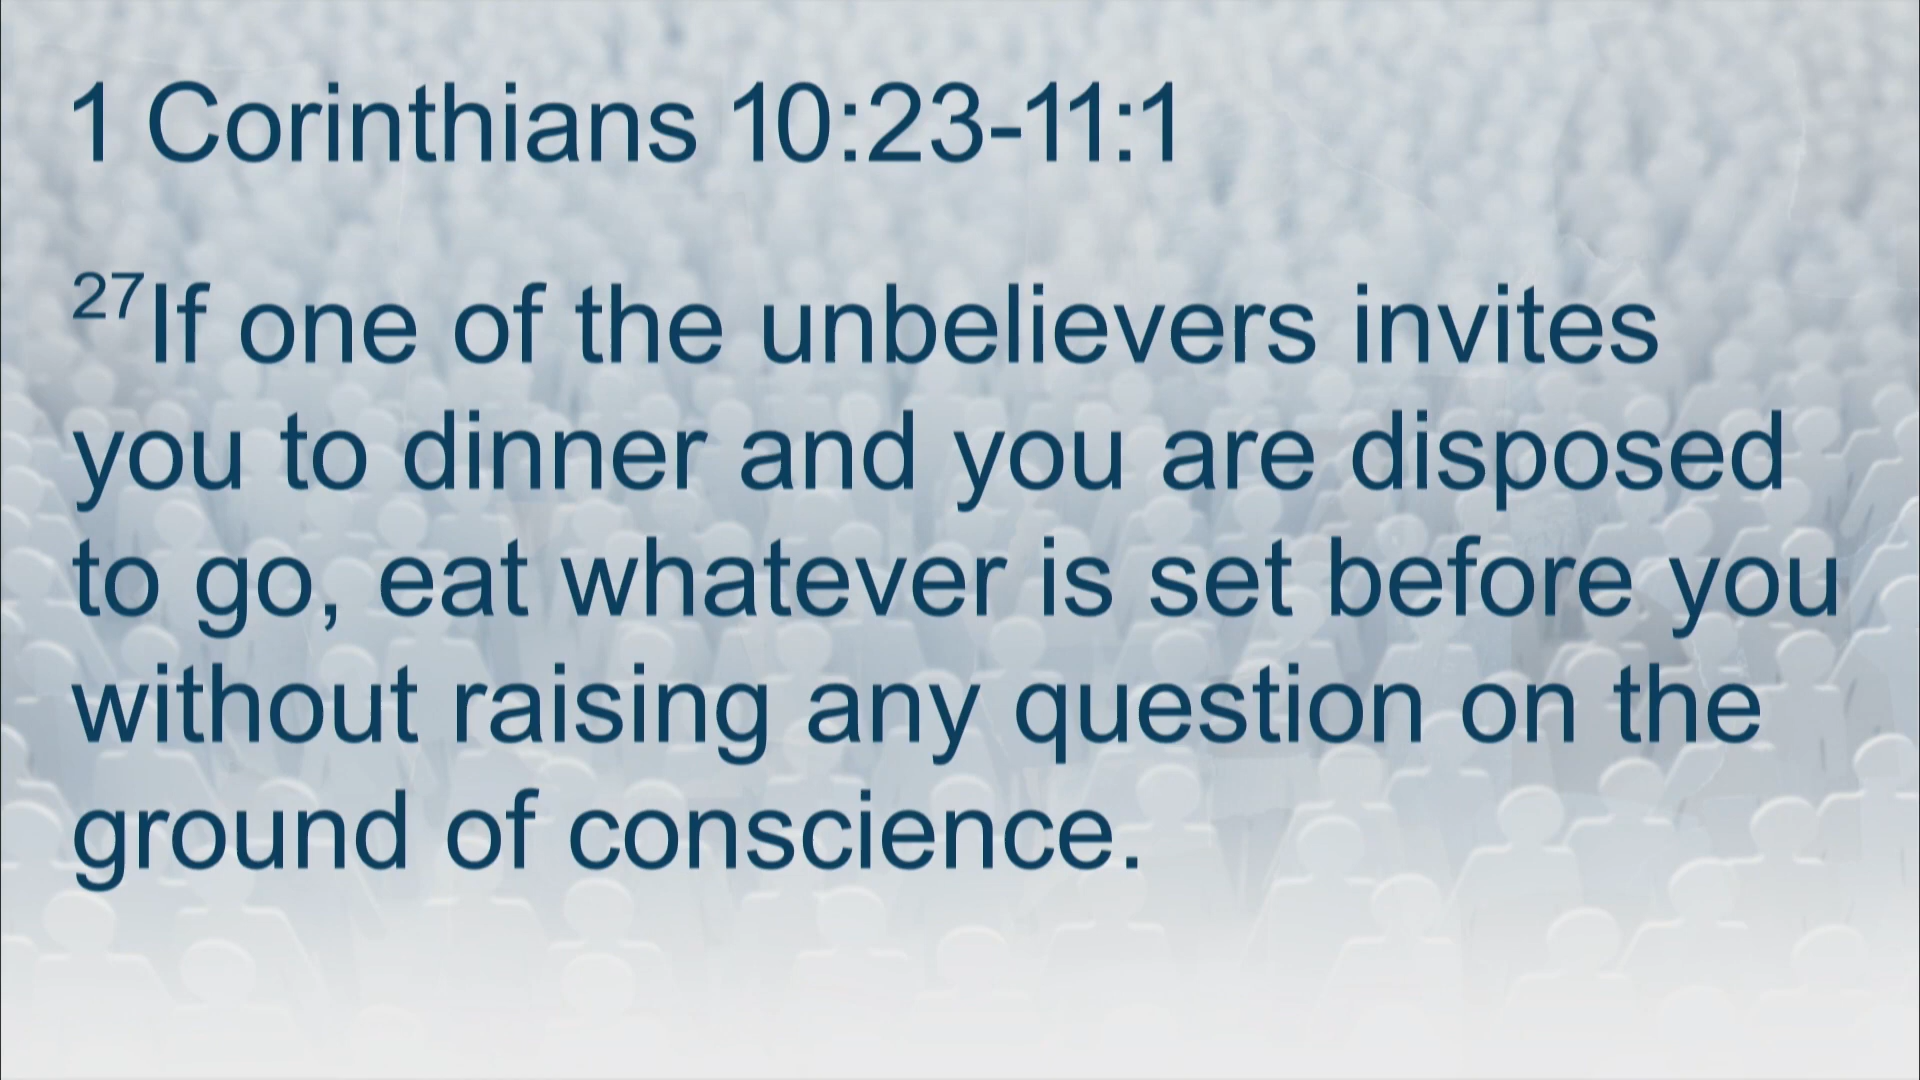 1 Corinthians 10:23-11:1
27If one of the unbelievers invites
you to dinner and you are disposed
to go, eat whatever is set before you
without raising any question on the
ground of conscience.